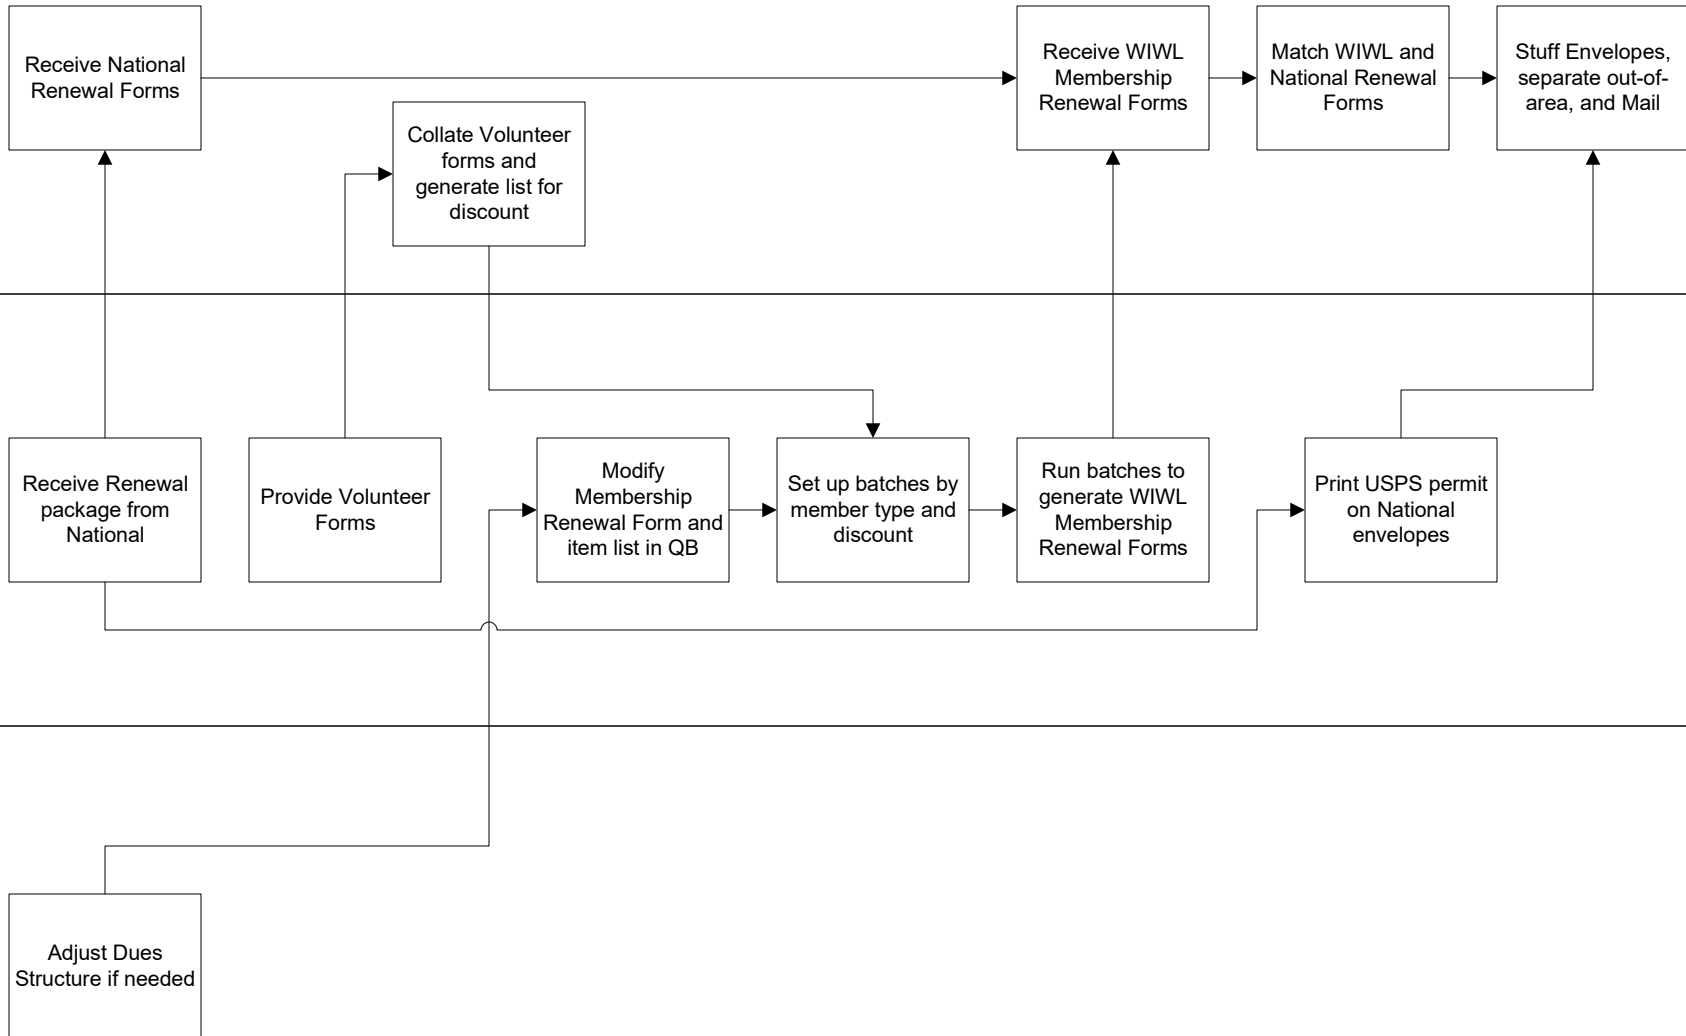 Receive National
Renewal Forms
Receive WIWL
Membership
Renewal Forms
Match WIWL and
National Renewal
Forms
Stuff Envelopes,
separate out-of-
area, and Mail
Collate Volunteer
forms and
generate list for
discount
Receive Renewal
package from
National
Provide Volunteer
Forms
Modify
Membership
Renewal Form and
item list in QB
Set up batches by
member type and
discount
Run batches to
generate WIWL
Membership
Renewal Forms
Print USPS permit
on National
envelopes
Adjust Dues
Structure if needed